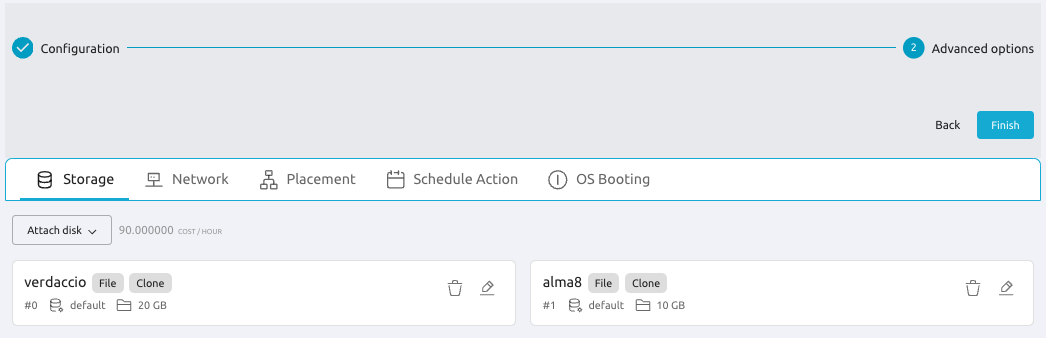 Configuration
2 Advanced options
Back Finish
Storage Network Placement Schedule Action OS Booting
Attach disk 90.000000 COST / HOUR
verdaccio File Clone
#0 default 20 GB
alma8 File Clone
#1 default 10 GB